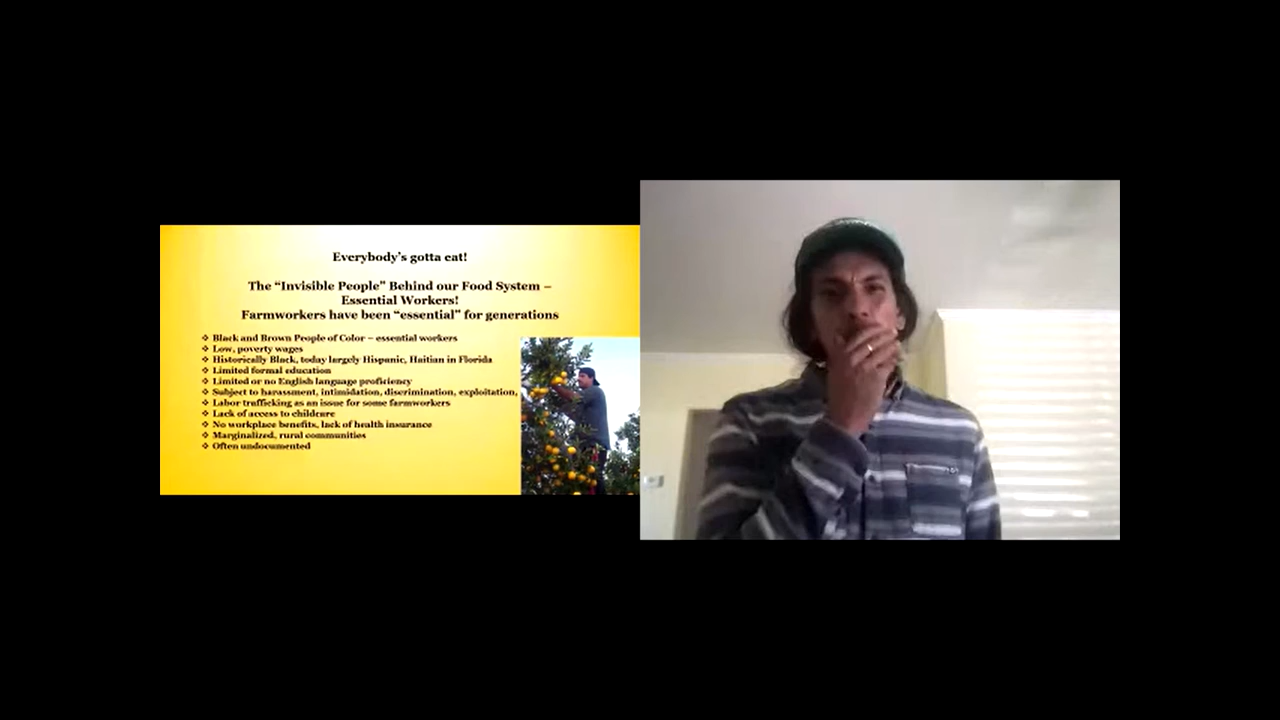 Everybody's gotta eat!
The “Invisible People” Behind our Food System –
Essential Workers!
Farmworkers have been “essential” for generations
❖ Black and Brown People of Color – essential workers
❖ Low, poverty wages
❖ Historically Black, today largely Hispanic, Haitian in Florida
❖ Limited formal education
❖ Limited or no English language proficiency
❖ Subject to harassment, intimidation, discrimination, exploitation,
❖ Labor trafficking as an issue for some farmworkers
❖ Lack of access to childcare
❖ No workplace benefits, lack of health insurance
❖ Marginalized, rural communities
❖ Often undocumented